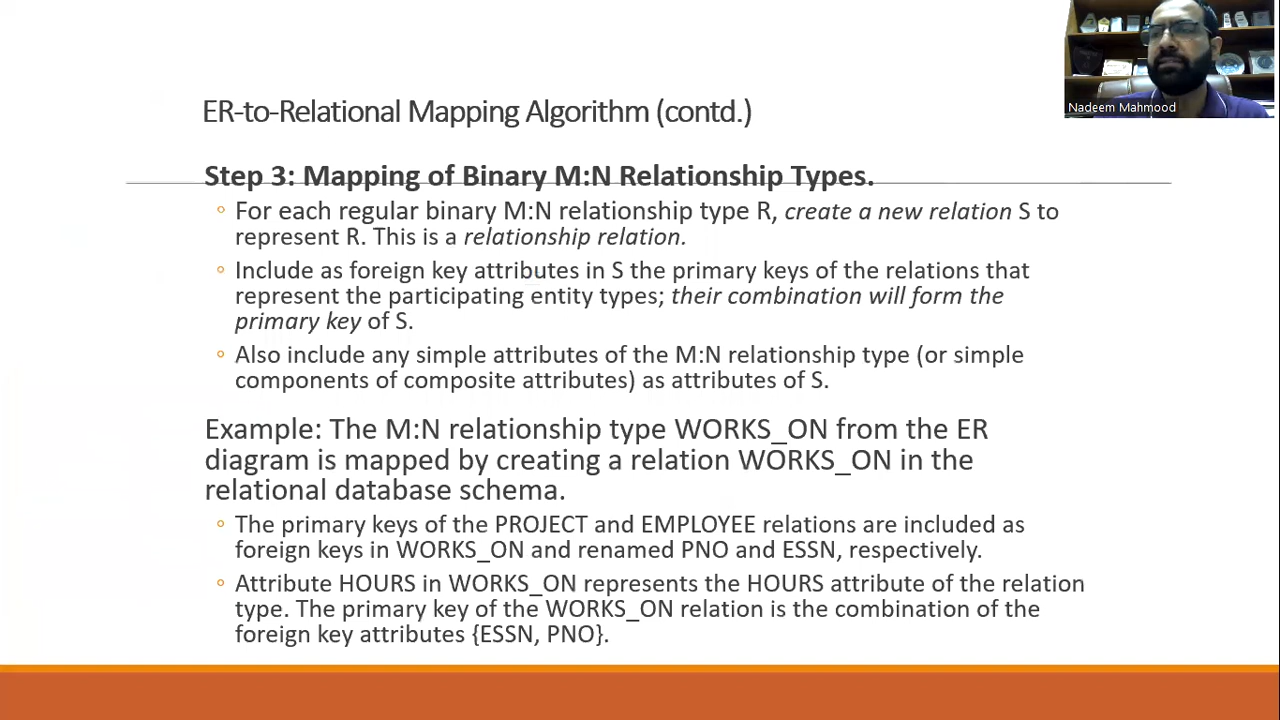 Nadeem Mahmood
ER-to-Relational Mapping Algorithm (contd.)
Step 3: Mapping of Binary M:N Relationship Types.
For each regular binary M:N relationship type R, create a new relation S to
represent R. This is a relationship relation.
Include as foreign key attributes in S the primary keys of the relations that
represent the participating entity types; their combination will form the
primary key of S.
Also include any simple attributes of the M:N relationship type (or simple
components of composite attributes) as attributes of S.
Example: The M:N relationship type WORKS_ON from the ER
diagram is mapped by creating a relation WORKS_ON in the
relational database schema.
The primary keys of the PROJECT and EMPLOYEE relations are included as
foreign keys in WORKS_ON and renamed PNO and ESSN, respectively.
Attribute HOURS in WORKS_ON represents the HOURS attribute of the relation
type. The primary key of the WORKS_ON relation is the combination of the
foreign key attributes {ESSN, PNO}.